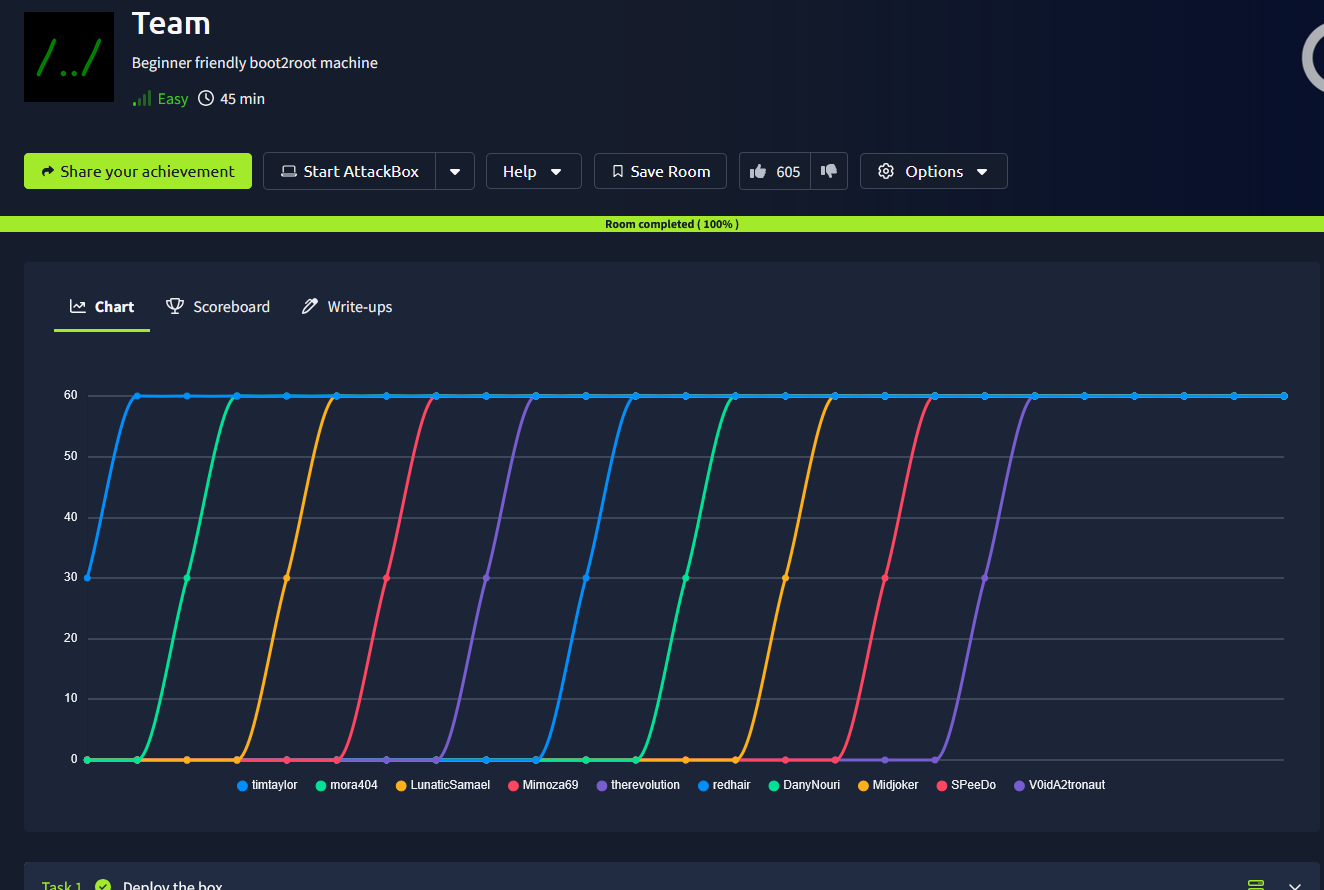 /../
Team
Beginner friendly boot2root machine
Easy 45 min
Share your achievement Start AttackBox Help Save Room 605 Options
Room completed ( 100% )
Chart Scoreboard Write-ups
60
50
40
30
20
10
0
timtaylor mora404 LunaticSamael Mimoza69 therevolution redhair DanyNouri Midjoker SPeeDo V0idA2tronaut
Task 1 Deploy the box